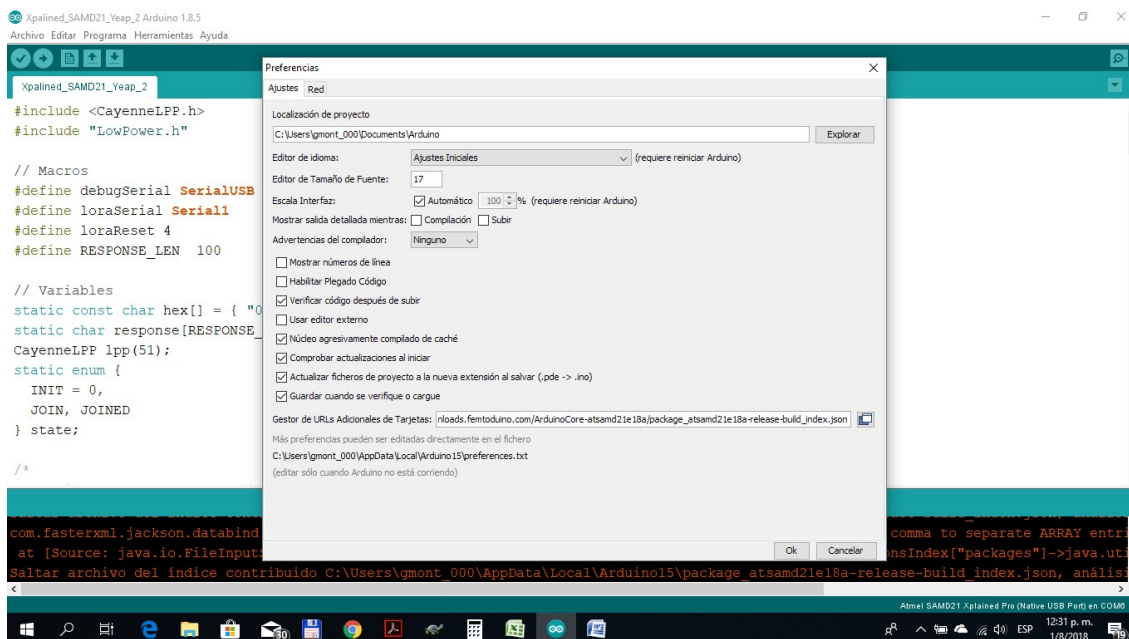 Xpalined_SAMD21_Yeap_2 Arduino 1.8.5
Archivo Editar Programa Herramientas Ayuda
Xpalined_SAMD21_Yeap_2
#include <CayenneLPP.h>
#include "LowPower.h"
// Macros
#define debugSerial SerialUSB
#define loraSerial Serial1
#define loraReset 4
#define RESPONSE_LEN 100
// Variables
static const char hex[] = { "0
static char response[RESPONSE_
CayenneLPP lpp(51);
static enum {
INIT = 0,
JOIN, JOINED
} state;
/*
Preferencias
Ajustes Red
Localización de proyecto
C:\Users\gmont_000\Documents\Arduino Explorar
Editor de idioma: Ajustes Iniciales (requiere reiniciar Arduino)
Editor de Tamaño de Fuente: 17
Escala Interfaz: Automático 100 % (requiere reiniciar Arduino)
Mostrar salida detallada mientras: Compilación Subir
Advertencias del compilador: Ninguno
Mostrar números de línea
Habilitar Plegado Código
Verificar código después de subir
Usar editor externo
Núcleo agresivamente compilado de caché
Comprobar actualizaciones al iniciar
Actualizar ficheros de proyecto a la nueva extensión al salvar (.pde -> .ino)
Guardar cuando se verifique o cargue
Gestor de URLs Adicionales de Tarjetas: nloads.femtoduino.com/ArduinoCore-atsamd21e18a/package_atsamd21e18a-release-build_index.json
Más preferencias pueden ser editadas directamente en el fichero
C:\Users\gmont_000\AppData\Local\Arduino15\preferences.txt
(editar sólo cuando Arduino no está corriendo)
Ok Cancelar
com.fasterxml.jackson.databind comma to separate ARRAY entri
at [Source: java.io.FileInputS onsIndex["packages"]->java.uti
Saltar archivo del índice contribuido C:\Users\gmont_000\AppData\Local\Arduino15\package_atsamd21e18a-release-build_index.json, análisi
Atmel SAMD21 Xplained Pro (Native USB Port) en COM6
30 ESP 12:31 p. m.
1/8/2018 19